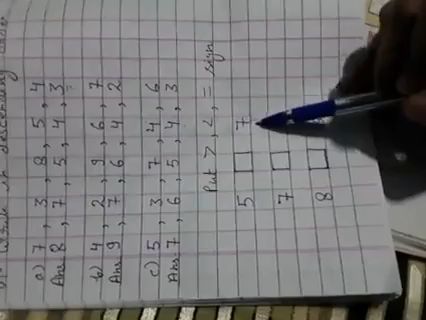 in descending
a) 7, 3, 8, 5, 4
Ans 8, 7, 5, 4, 3
b) 4, 2, 9, 6, 7
Ans 9, 7, 6, 4, 2
c) 5, 3, 7, 4, 6
Ans 7, 6, 5, 4, 3
Put >, <, = sign
5 □ 7
7 □
8 □